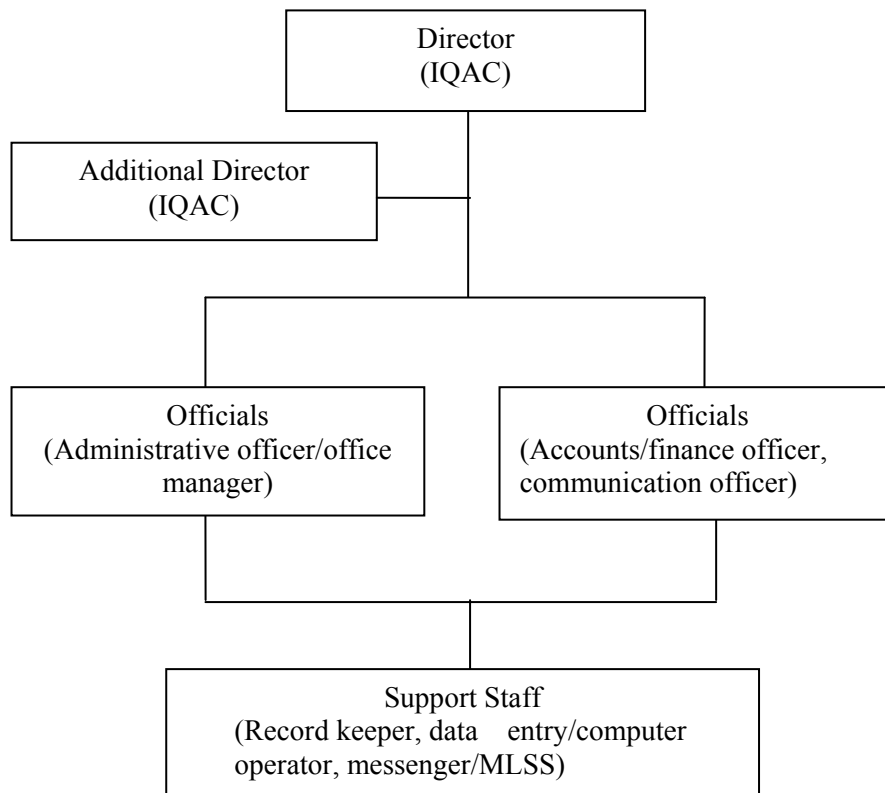 Director
(IQAC)
Additional Director
(IQAC)
Officials
(Administrative officer/office
manager)
Officials
(Accounts/finance officer,
communication officer)
Support Staff
(Record keeper, data entry/computer
operator, messenger/MLSS)